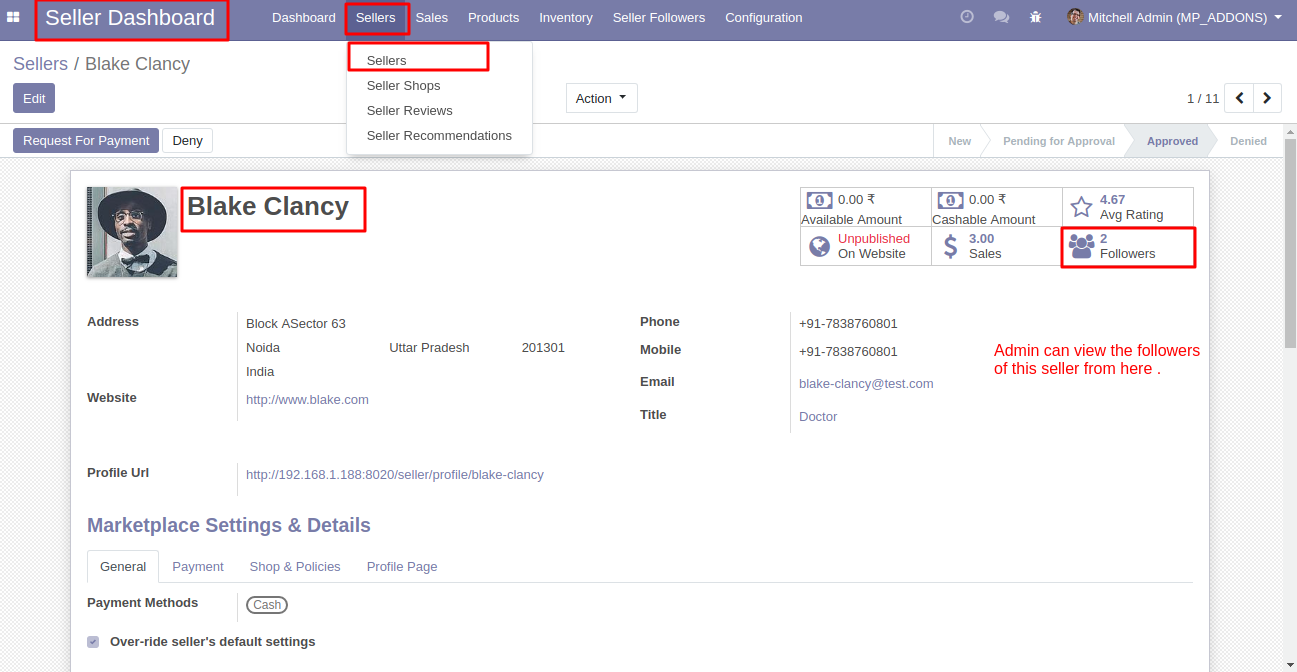 Seller Dashboard Dashboard Sellers Sales Products Inventory Seller Followers Configuration Mitchell Admin (MP_ADDONS)
Sellers / Blake Clancy
Sellers
Seller Shops
Seller Reviews
Seller Recommendations
Edit Action 1 / 11
Request For Payment Deny New Pending for Approval Approved Denied
Blake Clancy
0.00 ₹
Available Amount
0.00 ₹
Cashable Amount
4.67
Avg Rating
Unpublished
On Website
3.00
Sales
2
Followers
Address
Block ASector 63
Noida Uttar Pradesh 201301
India
Website http://www.blake.com
Phone +91-7838760801
Mobile +91-7838760801
Email blake-clancy@test.com
Title Doctor
Admin can view the followers
of this seller from here .
Profile Url http://192.168.1.188:8020/seller/profile/blake-clancy
Marketplace Settings & Details
General Payment Shop & Policies Profile Page
Payment Methods Cash
Over-ride seller's default settings